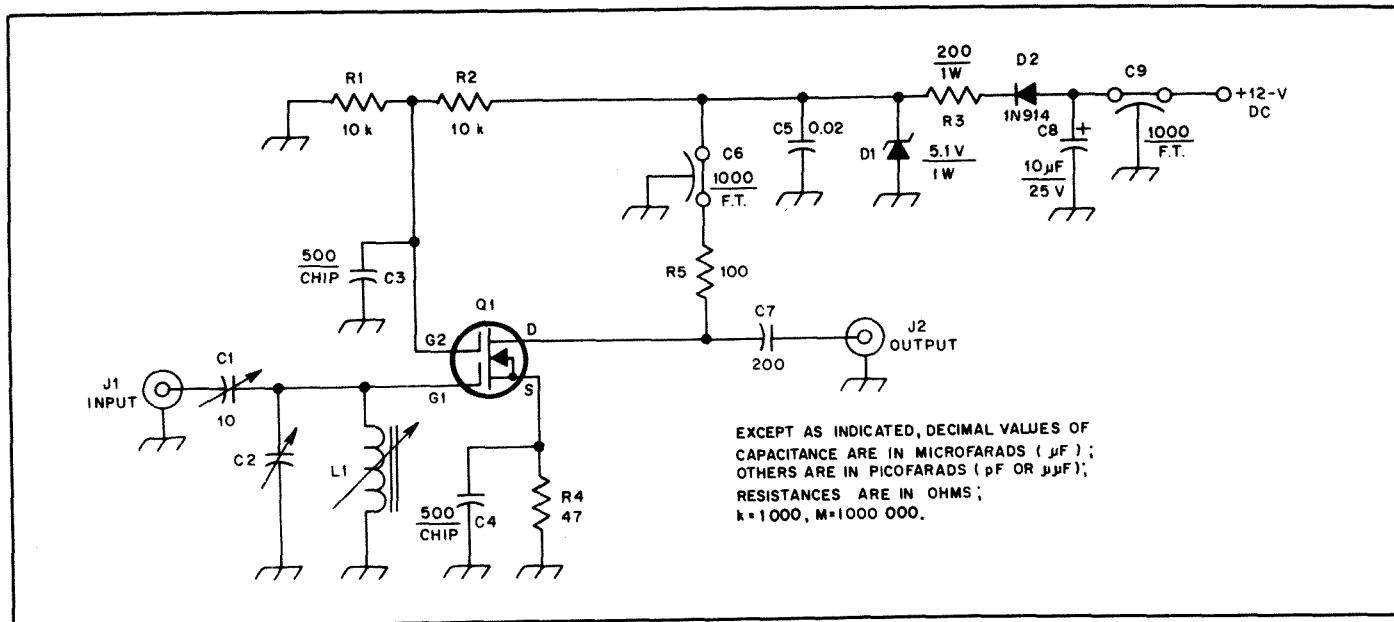 R1
10 k
R2
10 k
200
1W
R3
D2
1N914
C9
1000
F.T.
+12-V
DC
C8
+
10μF
25 V
C5
0.02
D1
5.1 V
1W
C6
1000
F.T.
R5
100
500
CHIP
C3
Q1
G2
D
G1
S
C7
200
J2
OUTPUT
J1
INPUT
C1
10
C2
L1
500
CHIP
C4
R4
47
EXCEPT AS INDICATED, DECIMAL VALUES OF
CAPACITANCE ARE IN MICROFARADS ( μF ) ;
OTHERS ARE IN PICOFARADS ( pF OR μμF);
RESISTANCES ARE IN OHMS ;
k=1000, M=1000 000.